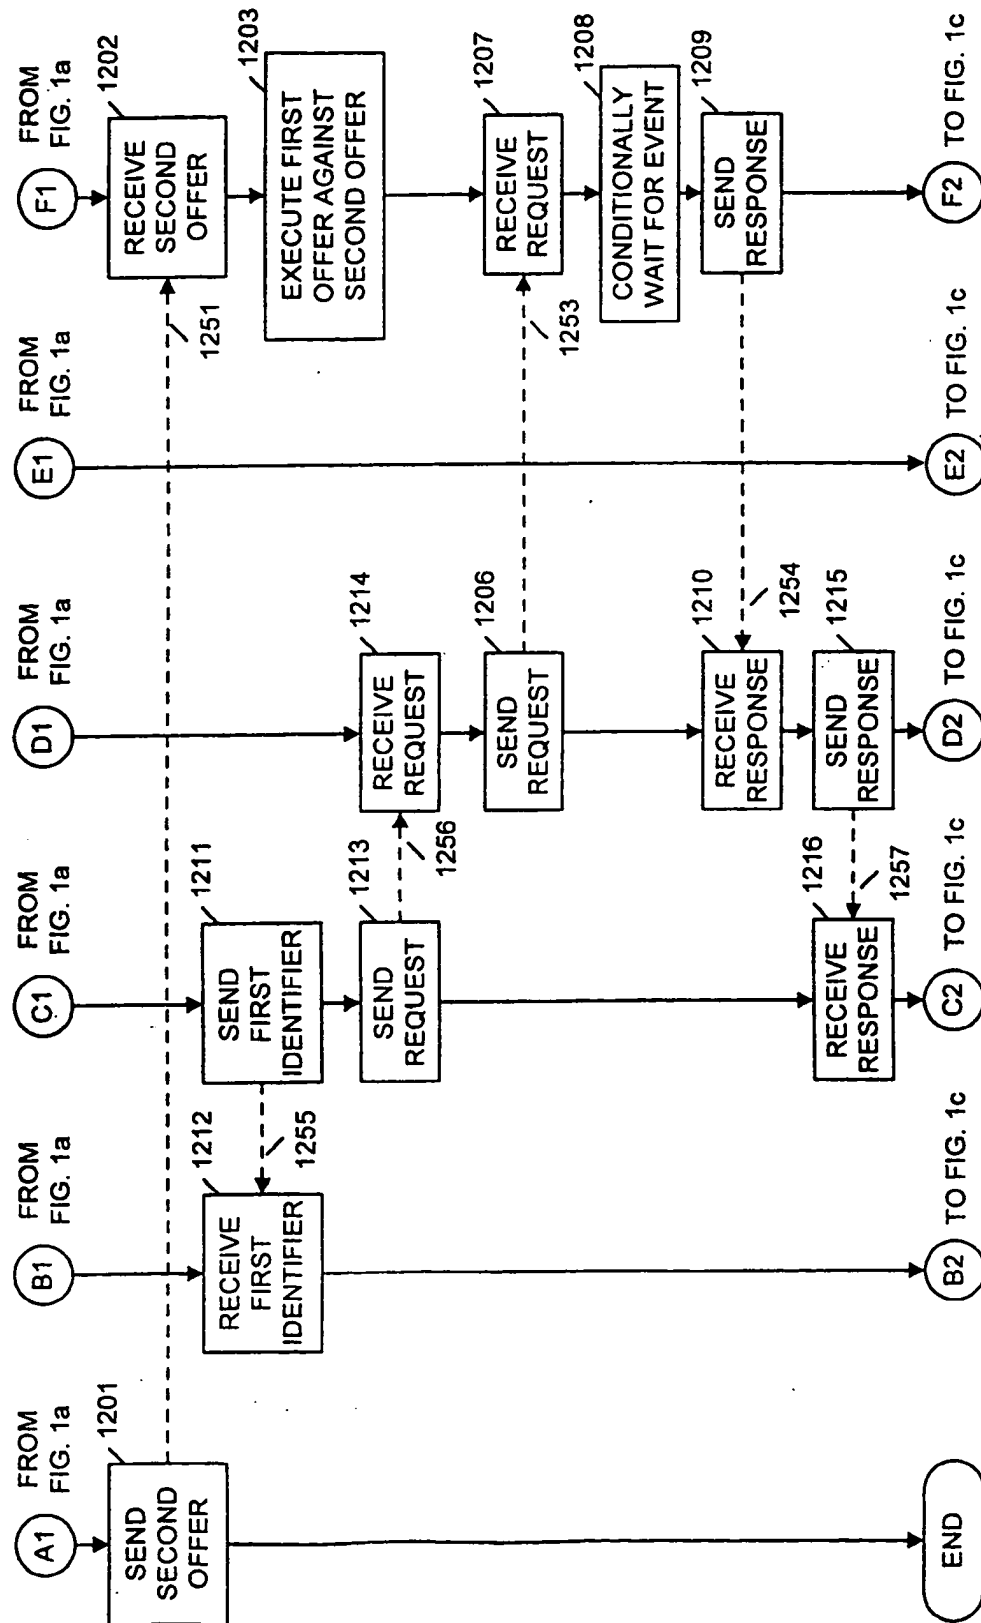 A1
FROM
FIG. 1a
B1
FROM
FIG. 1a
C1
FROM
FIG. 1a
D1
FROM
FIG. 1a
E1
FROM
FIG. 1a
F1
FROM
FIG. 1a
1201
SEND
SECOND
OFFER
1251
1202
RECEIVE
SECOND
OFFER
1212
RECEIVE
FIRST
IDENTIFIER
1255
1211
SEND
FIRST
IDENTIFIER
1203
EXECUTE FIRST
OFFER AGAINST
SECOND OFFER
1213
SEND
REQUEST
1256
1214
RECEIVE
REQUEST
1206
SEND
REQUEST
1253
1207
RECEIVE
REQUEST
1208
CONDITIONALLY
WAIT FOR EVENT
1209
SEND
RESPONSE
1254
1210
RECEIVE
RESPONSE
1215
SEND
RESPONSE
1257
1216
RECEIVE
RESPONSE
END
B2
TO FIG. 1c
C2
TO FIG. 1c
D2
TO FIG. 1c
E2
TO FIG. 1c
F2
TO FIG. 1c